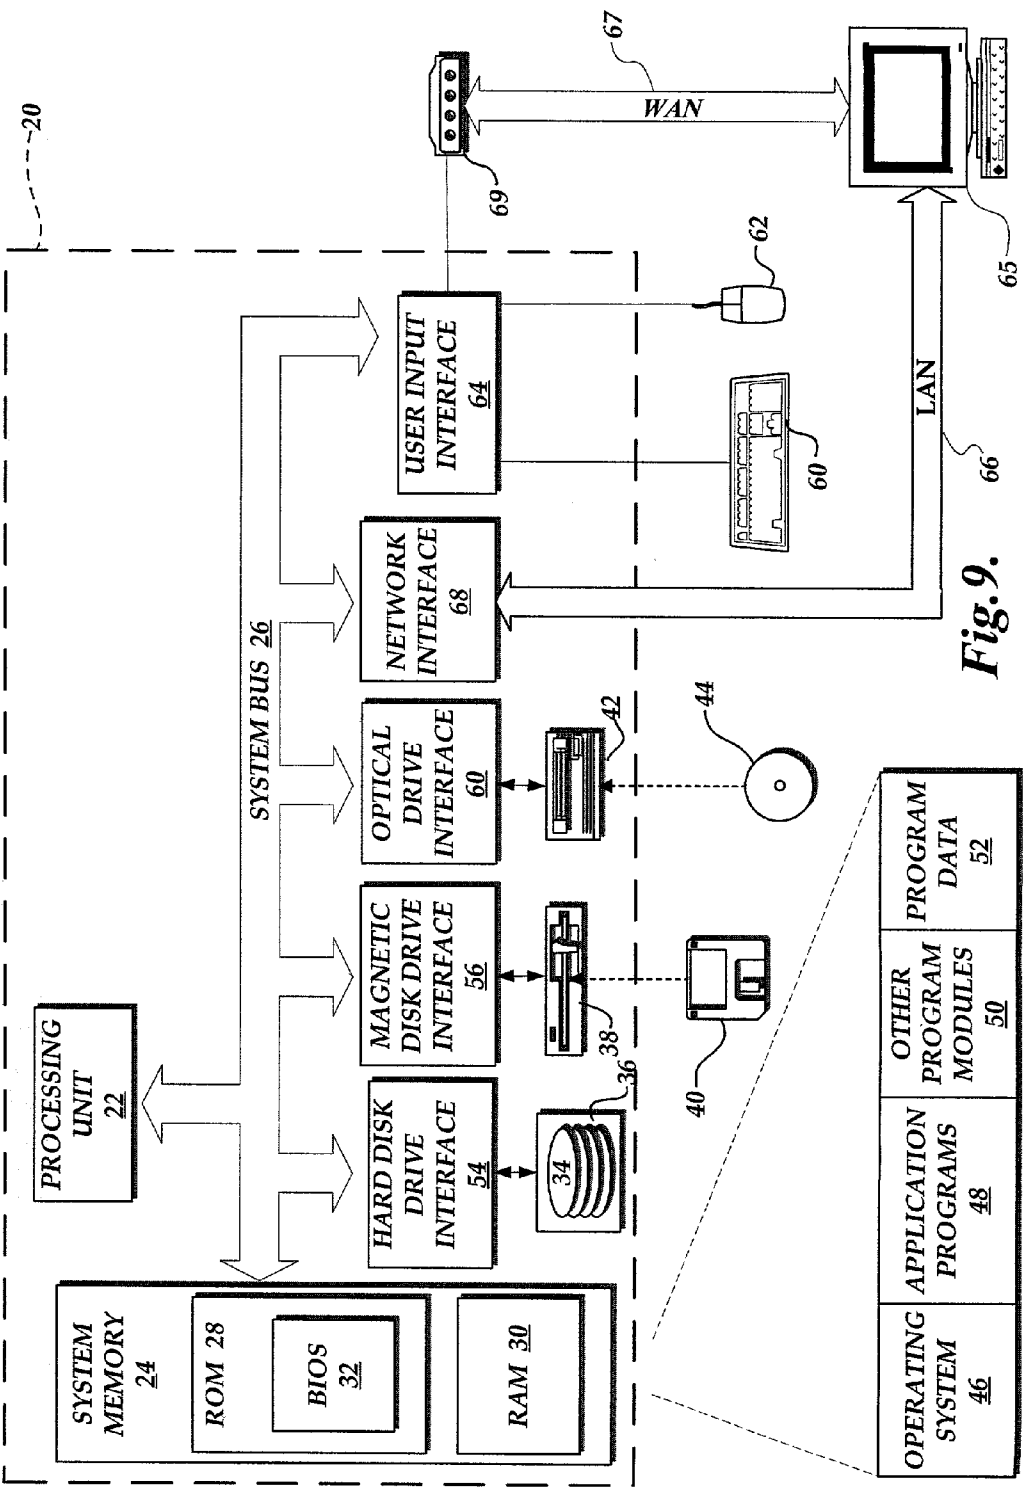 20
PROCESSING
UNIT
22
SYSTEM
MEMORY
24
ROM 28
BIOS
32
RAM 30
SYSTEM BUS 26
HARD DISK
DRIVE
INTERFACE
54
MAGNETIC
DISK DRIVE
INTERFACE
56
OPTICAL
DRIVE
INTERFACE
60
NETWORK
INTERFACE
68
USER INPUT
INTERFACE
64
69
67
WAN
34
36
38
42
40
44
60
62
LAN
66
65
OPERATING
SYSTEM
46
APPLICATION
PROGRAMS
48
OTHER
PROGRAM
MODULES
50
PROGRAM
DATA
52
Fig.9.